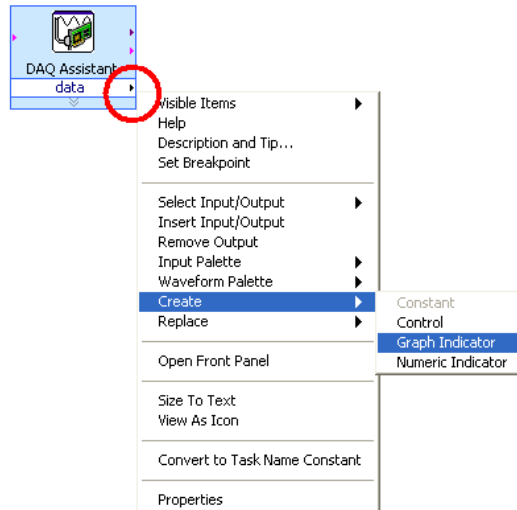 DAQ Assistant
data
Visible Items
Help
Description and Tip...
Set Breakpoint
Select Input/Output
Insert Input/Output
Remove Output
Input Palette
Waveform Palette
Create
Replace
Open Front Panel
Size To Text
View As Icon
Convert to Task Name Constant
Properties
Constant
Control
Graph Indicator
Numeric Indicator